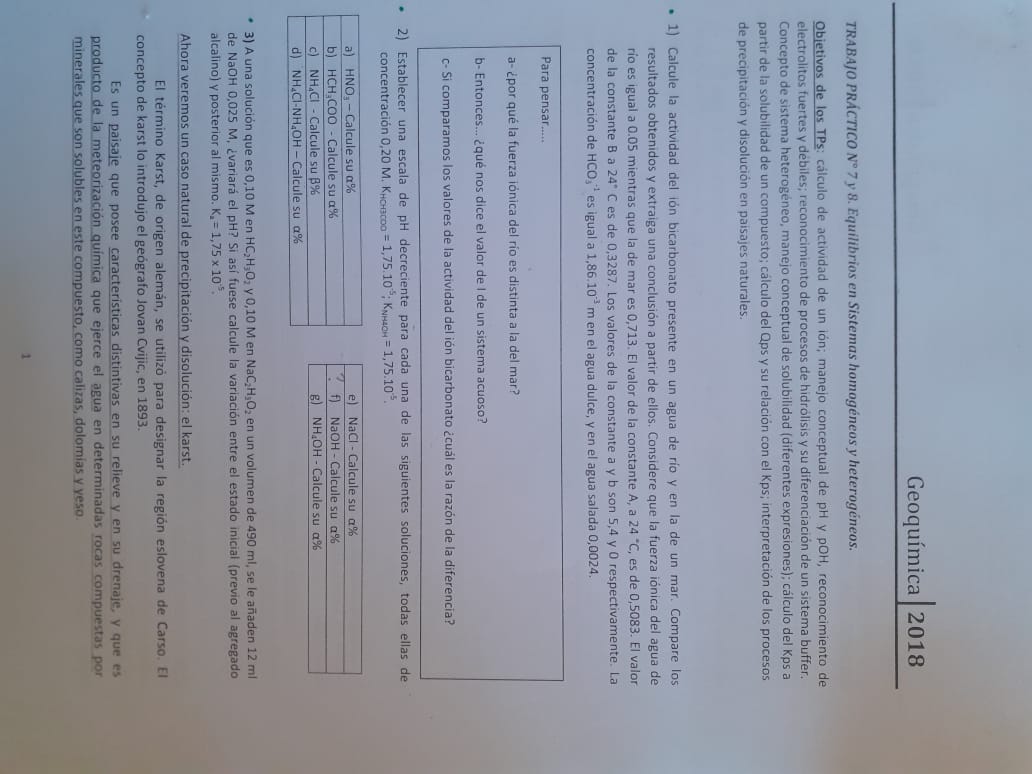 Geoquímica 2018
TRABAJO PRÁCTICO N° 7 y 8. Equilibrios en Sistemas homogéneos y heterogéneos.
Objetivos de los TPs: cálculo de actividad de un ión; manejo conceptual de pH y pOH, reconocimiento de
electrolitos fuertes y débiles; reconocimiento de procesos de hidrólisis y su diferenciación de un sistema buffer.
Concepto de sistema heterogéneo, manejo conceptual de solubilidad (diferentes expresiones); cálculo del Kps a
partir de la solubilidad de un compuesto; cálculo del Qps y su relación con el Kps; interpretación de los procesos
de precipitación y disolución en paisajes naturales.
1) Calcule la actividad del ión bicarbonato presente en un agua de río y en la de un mar. Compare los
resultados obtenidos y extraiga una conclusión a partir de ellos. Considere que la fuerza iónica del agua de
río es igual a 0.05 mientras que la de mar es 0,713. El valor de la constante A, a 24 °C, es de 0,5083. El valor
de la constante B a 24° C es de 0,3287. Los valores de la constante a y b son 5,4 y 0 respectivamente. La
concentración de HCO₃⁻¹ es igual a 1,86.10⁻³ m en el agua dulce, y en el agua salada 0,0024.
Para pensar.....
a- ¿por qué la fuerza iónica del río es distinta a la del mar?
b- Entonces... ¿qué nos dice el valor de I de un sistema acuoso?
c- Si comparamos los valores de la actividad del ión bicarbonato ¿cuál es la razón de la diferencia?
2) Establecer una escala de pH decreciente para cada una de las siguientes soluciones, todas ellas de
concentración 0,20 M. K_HCH3COO = 1,75.10⁻⁵; K_NH4OH = 1,75.10⁻⁵.
a) HNO₃ – Calcule su α%
b) HCH₃COO - Calcule su α%
c) NH₄Cl - Calcule su β%
d) NH₄Cl-NH₄OH – Calcule su α%
e) NaCl - Calcule su α%
? f) NaOH - Calcule su α%
g) NH₄OH - Calcule su α%
3) A una solución que es 0,10 M en HC₂H₃O₂ y 0,10 M en NaC₂H₃O₂ en un volumen de 490 ml, se le añaden 12 ml
de NaOH 0,025 M, ¿variará el pH? Si así fuese calcule la variación entre el estado inicial (previo al agregado
alcalino) y posterior al mismo. Kₐ = 1,75 x 10⁻⁵.
Ahora veremos un caso natural de precipitación y disolución: el karst.
El término Karst, de origen alemán, se utilizó para designar la región eslovena de Carso. El
concepto de karst lo introdujo el geógrafo Jovan Cvijic, en 1893.
Es un paisaje que posee características distintivas en su relieve y en su drenaje, y que es
producto de la meteorización química que ejerce el agua en determinadas rocas compuestas por
minerales que son solubles en este compuesto, como calizas, dolomías y yeso.
1